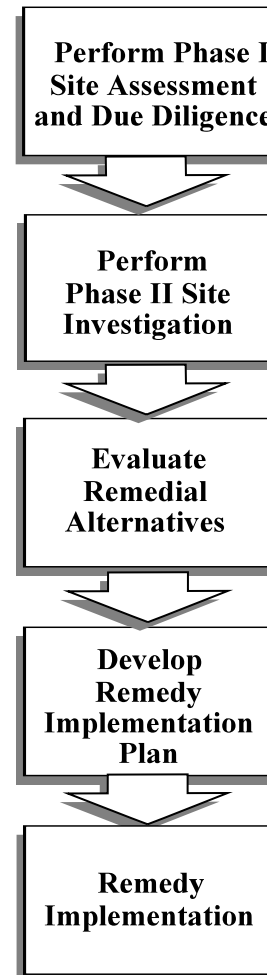 Perform Phase I
Site Assessment
and Due Diligence
Perform
Phase II Site
Investigation
Evaluate
Remedial
Alternatives
Develop
Remedy
Implementation
Plan
Remedy
Implementation